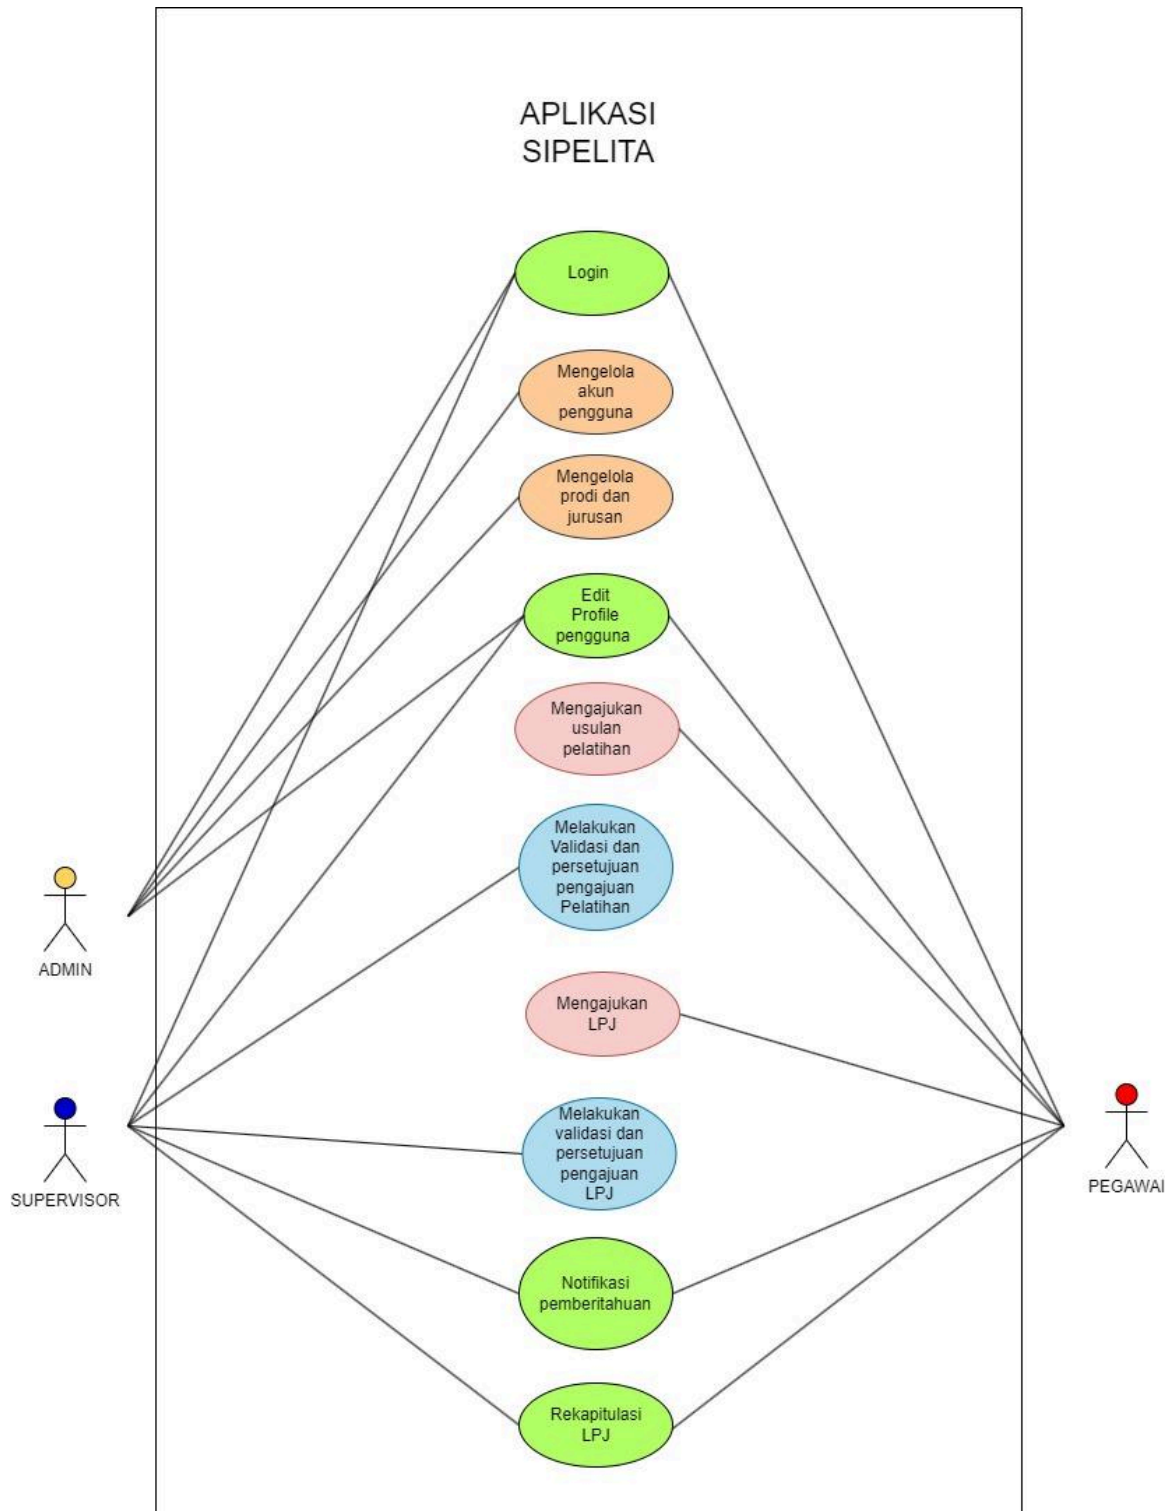 APLIKASI
SIPELITA
Login
Mengelola
akun
pengguna
Mengelola
prodi dan
jurusan
Edit
Profile
pengguna
Mengajukan
usulan
pelatihan
Melakukan
Validasi dan
persetujuan
pengajuan
Pelatihan
ADMIN
Mengajukan
LPJ
Melakukan
validasi dan
persetujuan
pengajuan
LPJ
SUPERVISOR
PEGAWAI
Notifikasi
pemberitahuan
Rekapitulasi
LPJ